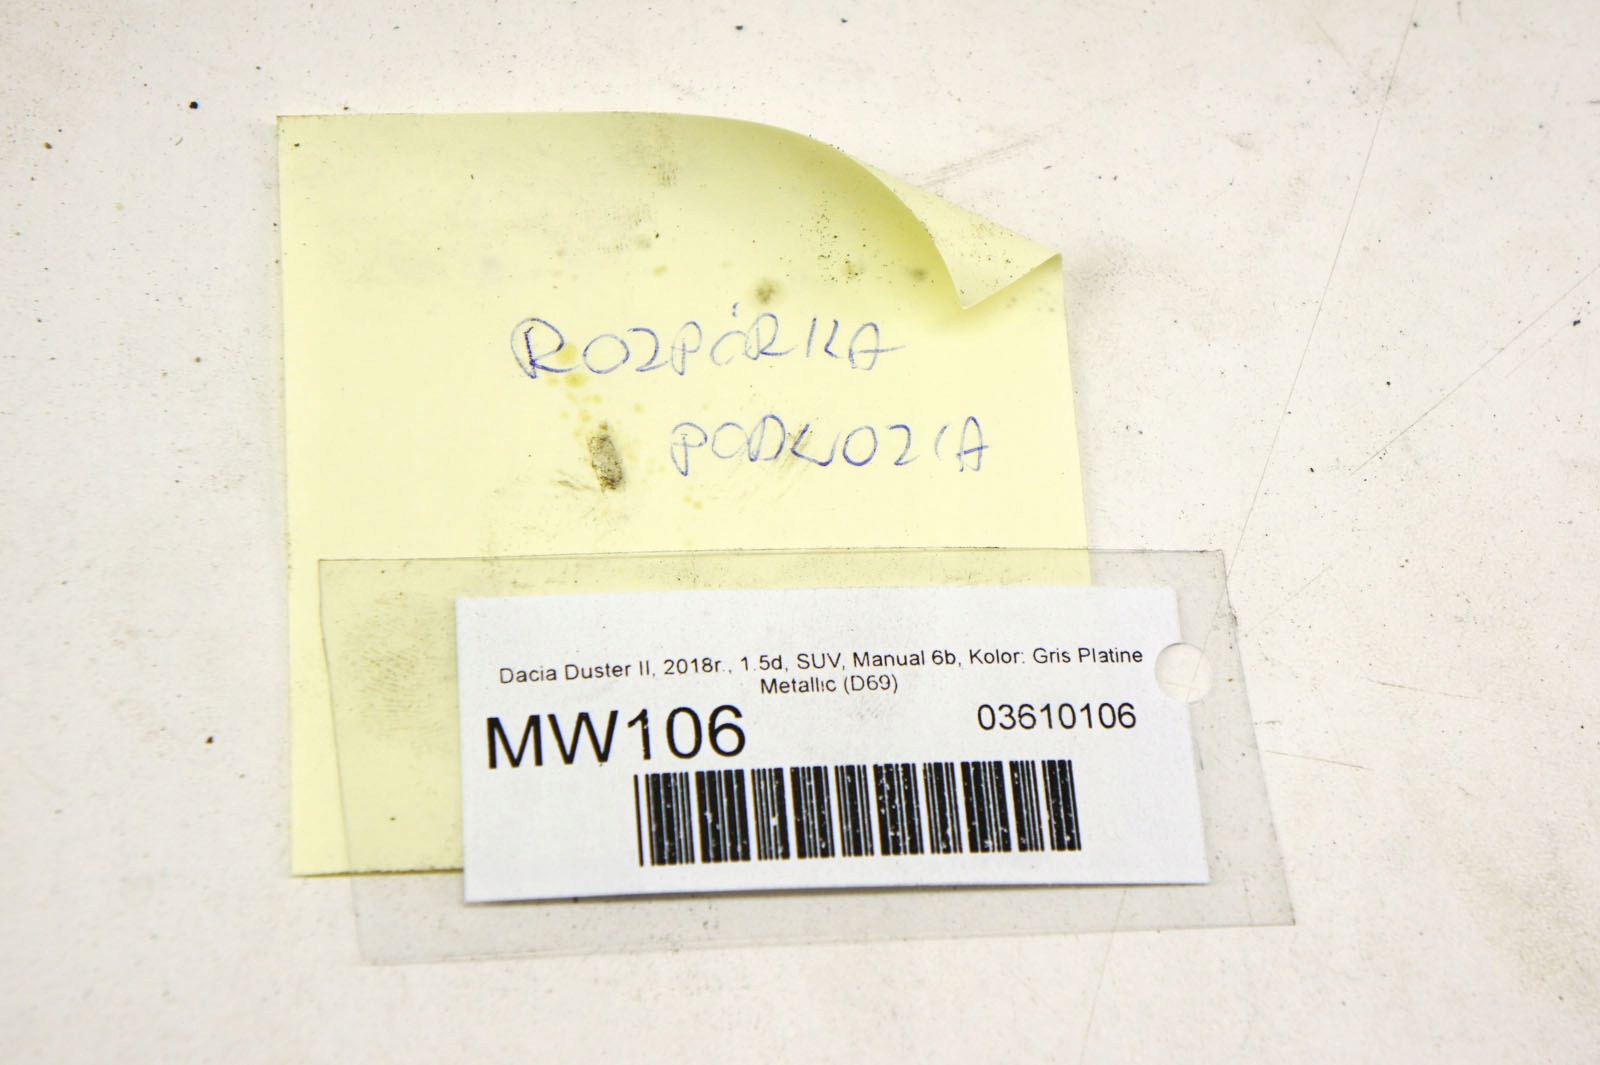 ROZPÓRKA
PODWOZIA
Dacia Duster II, 2018r., 1.5d, SUV, Manual 6b, Kolor: Gris Platine
Metallic (D69)
MW106
03610106